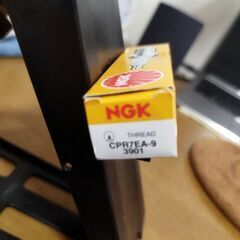 NGK
THREAD
CPR7EA-9
3901